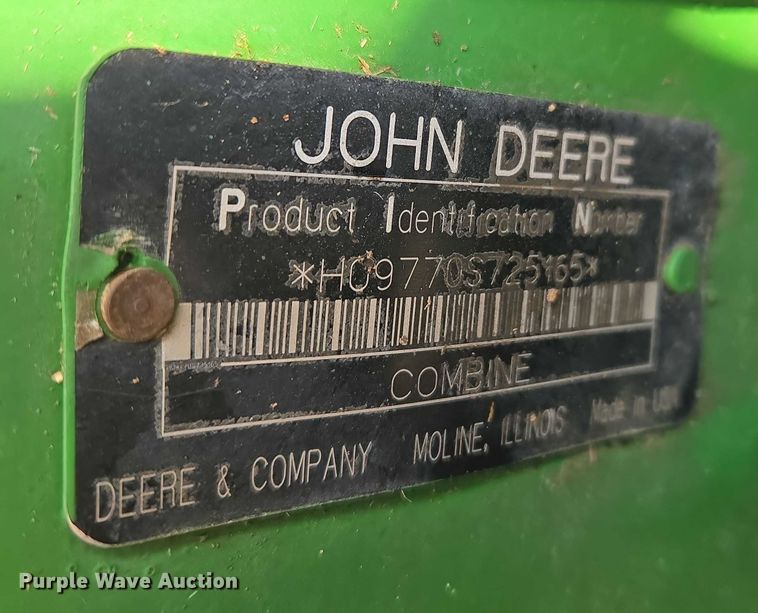 JOHN DEERE
Product Identification Number
*H09770S725165*
COMBINE
DEERE & COMPANY MOLINE, ILLINOIS Made in USA
Purple Wave Auction